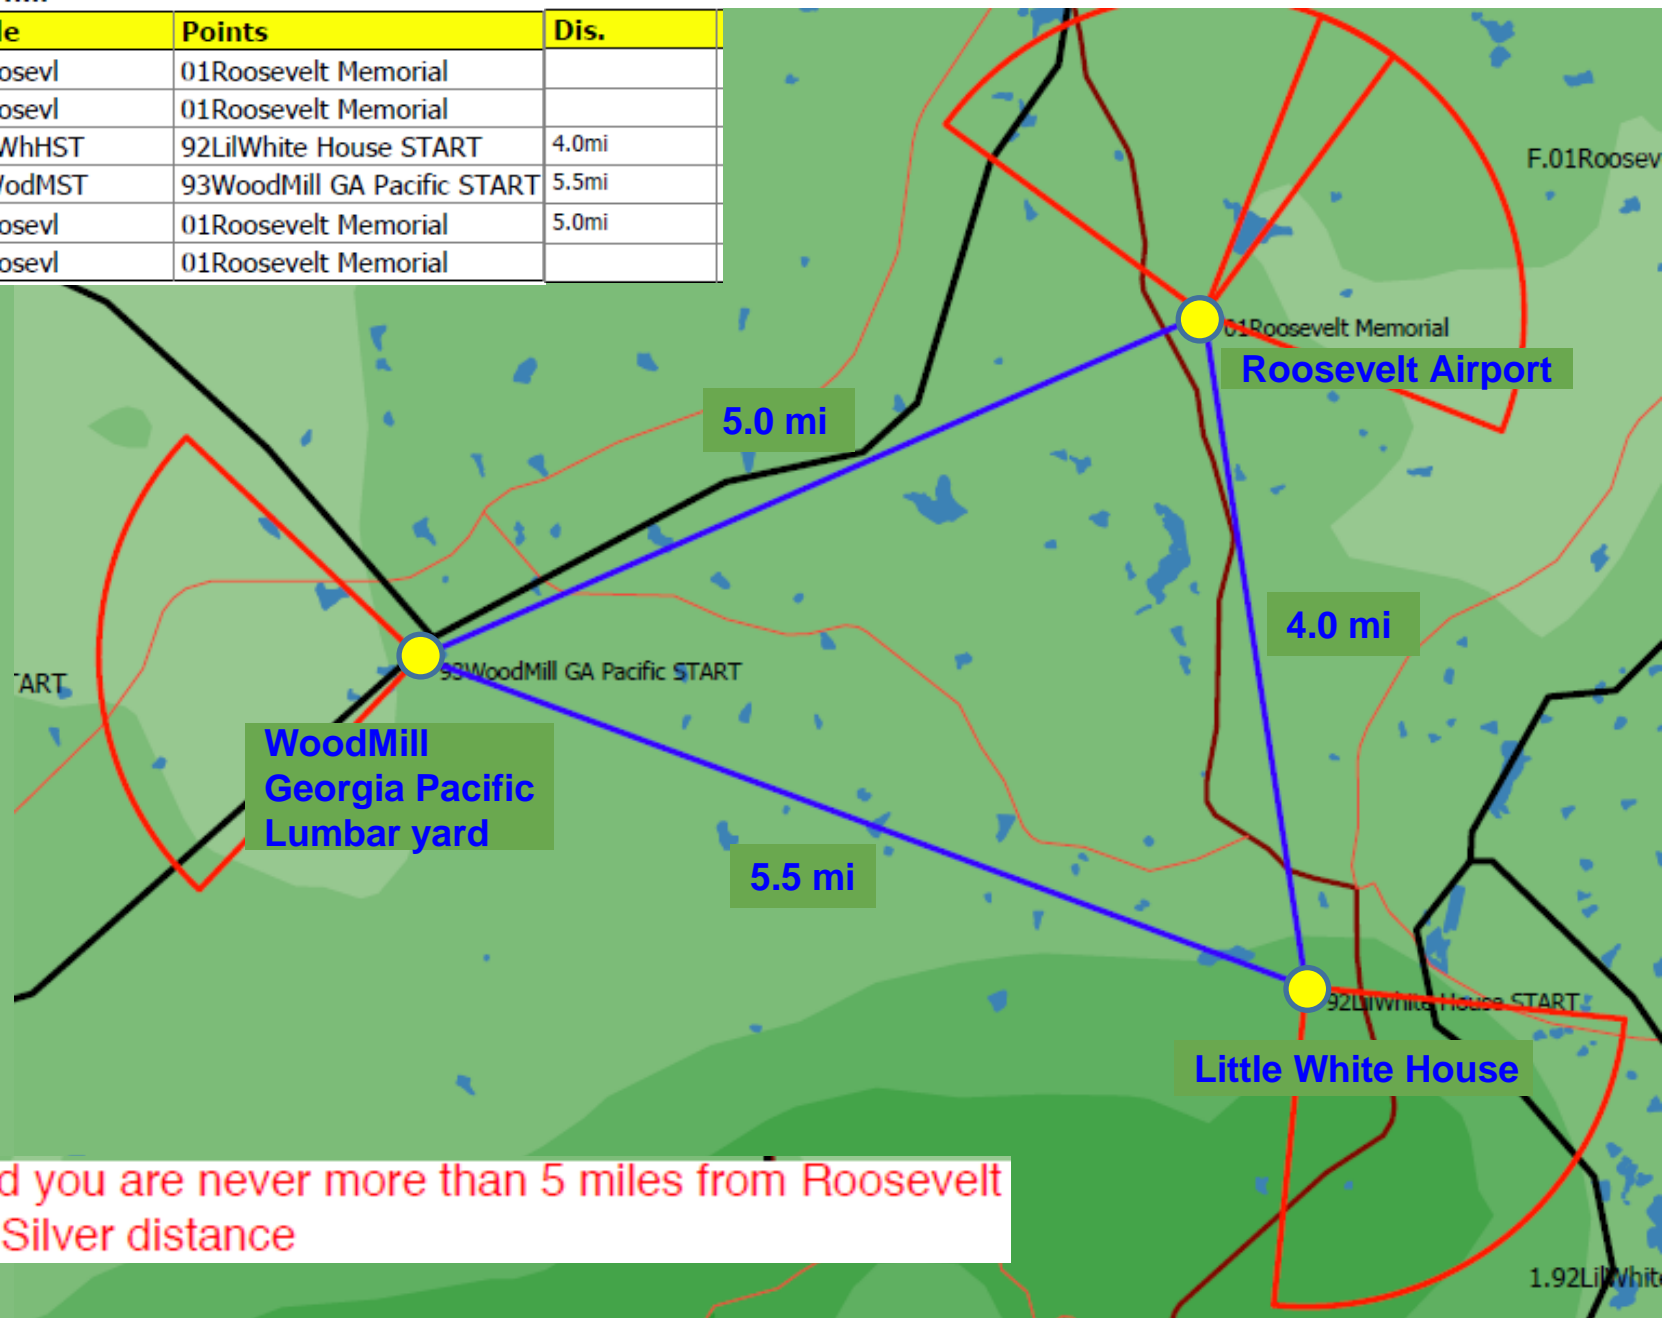 le Points Dis.
osevl 01Roosevelt Memorial
osevl 01Roosevelt Memorial
WhHST 92LilWhite House START 4.0mi
VodMST 93WoodMill GA Pacific START 5.5mi
osevl 01Roosevelt Memorial 5.0mi
osevl 01Roosevelt Memorial
F.01Roosev
01Roosevelt Memorial
Roosevelt Airport
5.0 mi
4.0 mi
93WoodMill GA Pacific START
TART
WoodMill
Georgia Pacific
Lumbar yard
5.5 mi
92LilWhite House START
Little White House
d you are never more than 5 miles from Roosevelt
Silver distance
1.92LilWhite